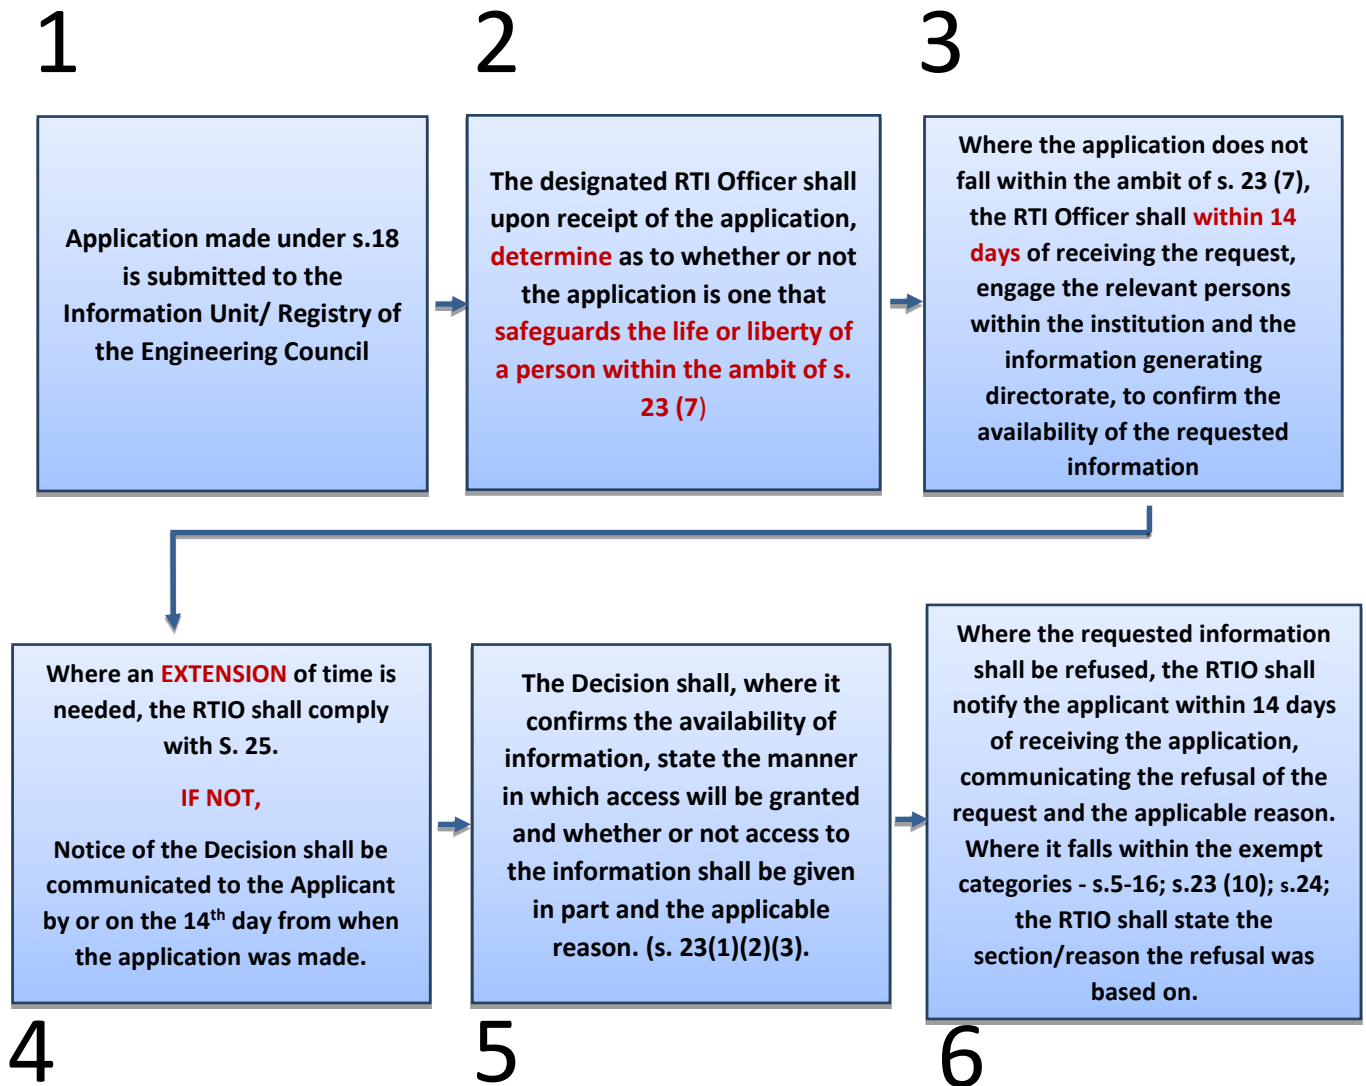 1
2
3
Application made under s.18
is submitted to the
Information Unit/ Registry of
the Engineering Council
The designated RTI Officer shall
upon receipt of the application,
determine as to whether or not
the application is one that
safeguards the life or liberty of
a person within the ambit of s.
23 (7)
Where the application does not
fall within the ambit of s. 23 (7),
the RTI Officer shall within 14
days of receiving the request,
engage the relevant persons
within the institution and the
information generating
directorate, to confirm the
availability of the requested
information
Where an EXTENSION of time is
needed, the RTIO shall comply
with S. 25.
IF NOT,
Notice of the Decision shall be
communicated to the Applicant
by or on the 14th day from when
the application was made.
The Decision shall, where it
confirms the availability of
information, state the manner
in which access will be granted
and whether or not access to
the information shall be given
in part and the applicable
reason. (s. 23(1)(2)(3).
Where the requested information
shall be refused, the RTIO shall
notify the applicant within 14 days
of receiving the application,
communicating the refusal of the
request and the applicable reason.
Where it falls within the exempt
categories - s.5-16; s.23 (10); s.24;
the RTIO shall state the
section/reason the refusal was
based on.
4
5
6